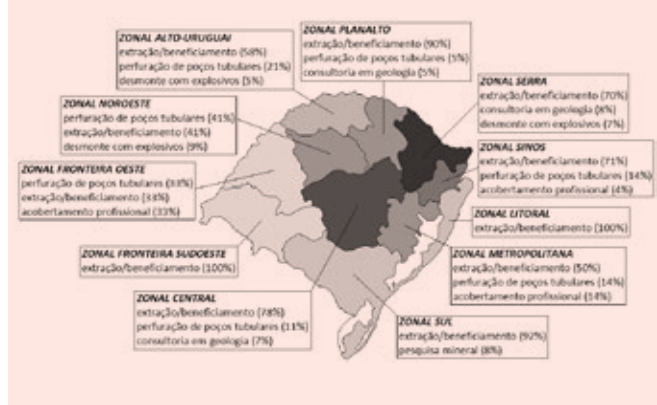 ZONAL ALTO-URUGUAI
extração/beneficiamento (58%)
perfuração de poços tubulares (21%)
desmonte com explosivos (5%)
ZONAL PLANALTO
extração/beneficiamento (90%)
perfuração de poços tubulares (5%)
consultoria em geologia (5%)
ZONAL SERRA
extração/beneficiamento (70%)
consultoria em geologia (8%)
desmonte com explosivos (7%)
ZONAL NOROESTE
perfuração de poços tubulares (41%)
extração/beneficiamento (41%)
desmonte com explosivos (9%)
ZONAL SINOS
extração/beneficiamento (71%)
perfuração de poços tubulares (14%)
acobertamento profissional (4%)
ZONAL FRONTEIRA OESTE
perfuração de poços tubulares (33%)
extração/beneficiamento (33%)
acobertamento profissional (33%)
ZONAL LITORAL
extração/beneficiamento (100%)
ZONAL FRONTEIRA SUDOESTE
extração/beneficiamento (100%)
ZONAL METROPOLITANA
extração/beneficiamento (50%)
perfuração de poços tubulares (14%)
acobertamento profissional (14%)
ZONAL CENTRAL
extração/beneficiamento (78%)
perfuração de poços tubulares (11%)
consultoria em geologia (7%)
ZONAL SUL
extração/beneficiamento (92%)
pesquisa mineral (8%)